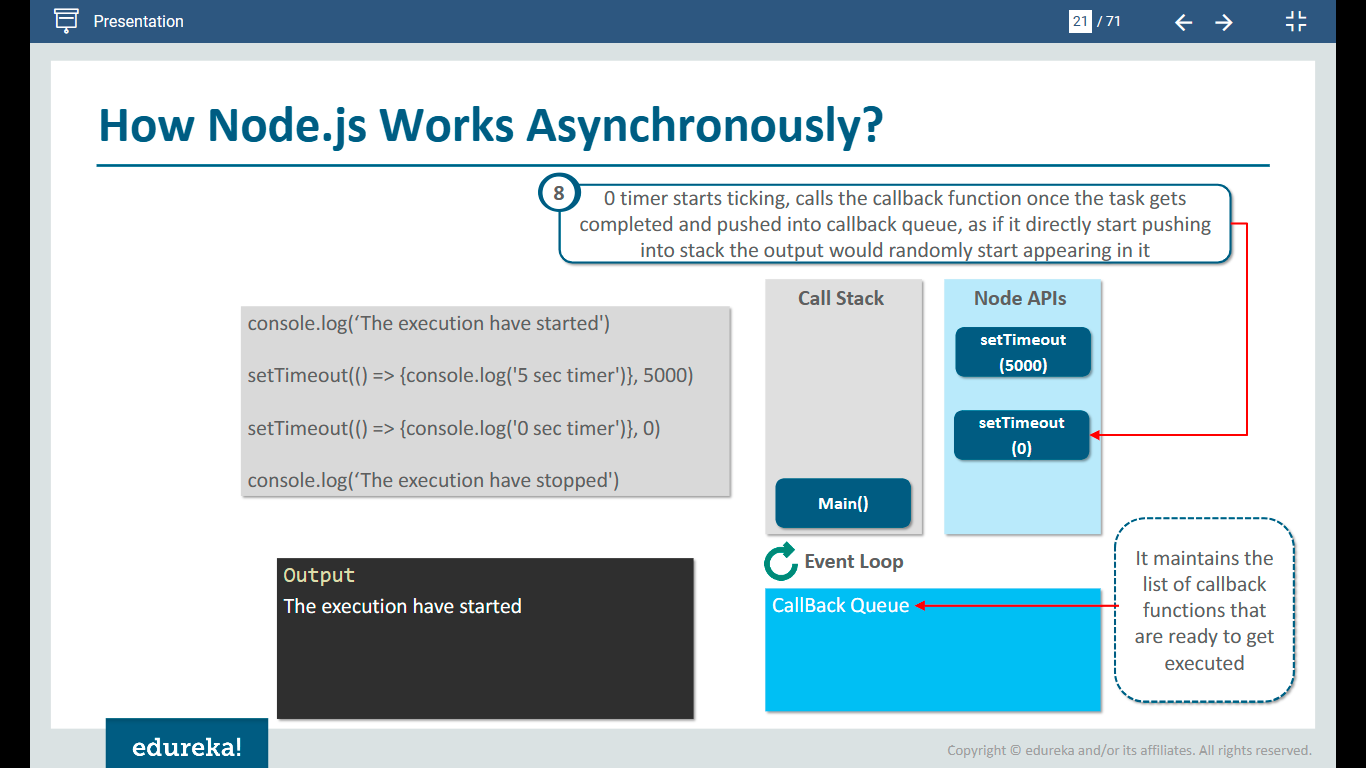 Presentation
21 / 71
How Node.js Works Asynchronously?
8
0 timer starts ticking, calls the callback function once the task gets
completed and pushed into callback queue, as if it directly start pushing
into stack the output would randomly start appearing in it
console.log(‘The execution have started')
setTimeout(() => {console.log('5 sec timer')}, 5000)
setTimeout(() => {console.log('0 sec timer')}, 0)
console.log(‘The execution have stopped')
Call Stack
Main()
Node APIs
setTimeout
(5000)
setTimeout
(0)
Output
The execution have started
Event Loop
CallBack Queue
It maintains the
list of callback
functions that
are ready to get
executed
edureka!
Copyright © edureka and/or its affiliates. All rights reserved.